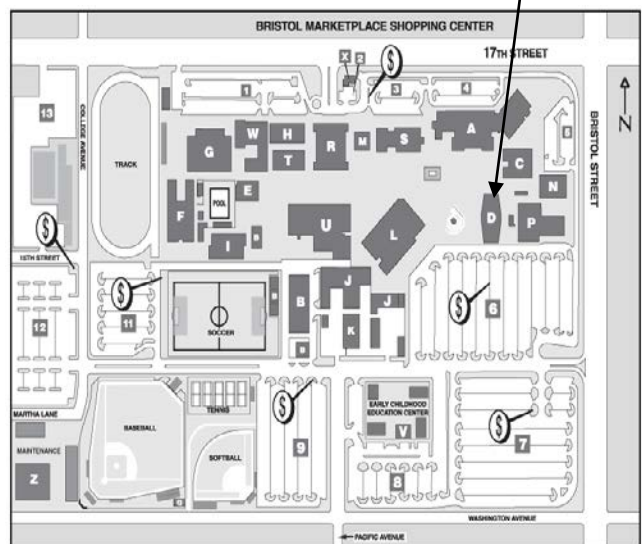 BRISTOL MARKETPLACE SHOPPING CENTER
17TH STREET
X
2
$
1
3
4
13
COLLEGE AVENUE
TRACK
G
W
H
T
R
M
S
A
5
BRISTOL STREET
N
C
N
F
E
POOL
I
U
L
D
P
$
15TH STREET
$
11
SOCCER
B
J
J
K
$
6
12
MARTHA LANE
MAINTENANCE
Z
BASEBALL
TENNIS
SOFTBALL
$
9
EARLY CHILDHOOD
EDUCATION CENTER
V
8
$
7
WASHINGTON AVENUE
PACIFIC AVENUE